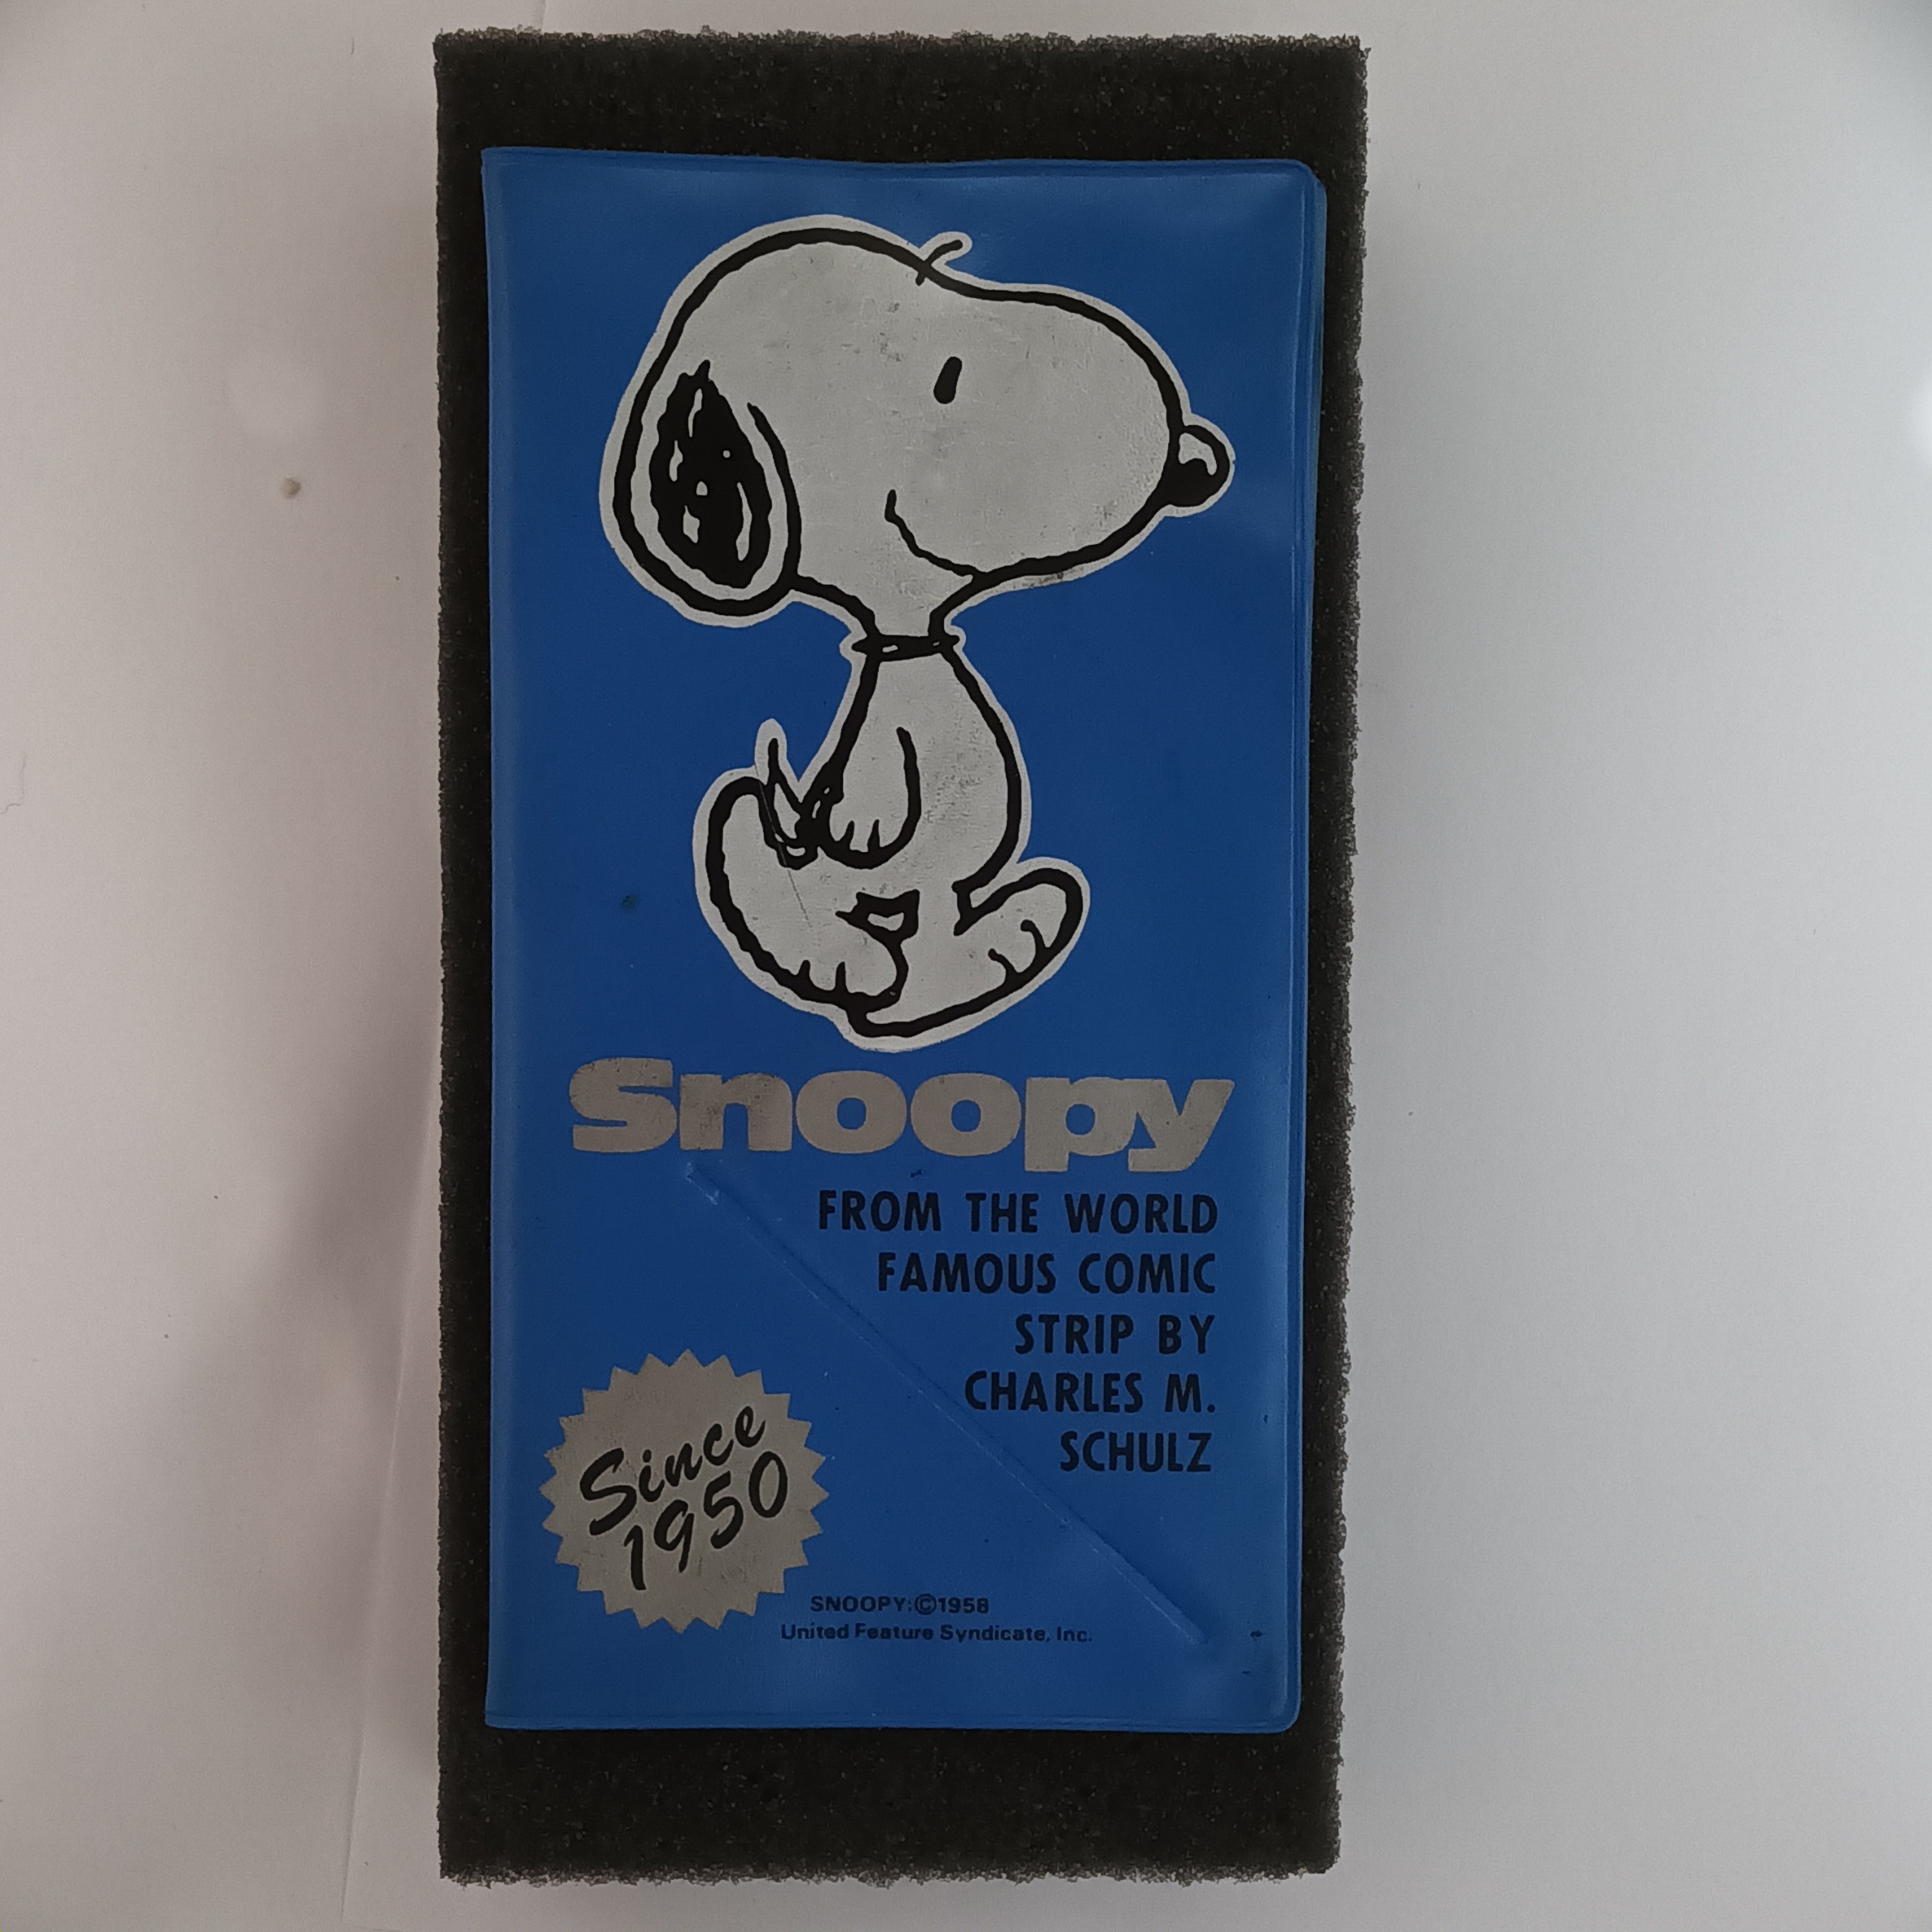 Snoopy
FROM THE WORLD
FAMOUS COMIC
STRIP BY
CHARLES M.
SCHULZ
Since
1950
SNOOPY:©1958
United Feature Syndicate, Inc.